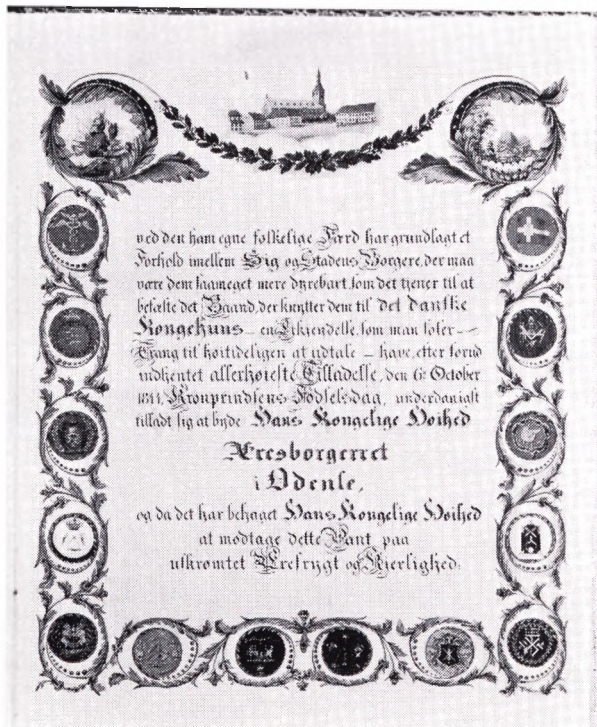 ved den ham egne folkelige Færd har grundlagt et
Forhold imellem Sig og Stadens Borgere, der maa
være dem saameget mere dyrebart som det tjener til at
befæste det Baand, der knytter dem til det danske
Kongehuus – en Erkjendelse, som man føler –
Trang til høitideligen at udtale – have, efter forud
indhentet allerhøieste Tilladelse, den 6te October
1844, Kronprindsens Fødselsdag, underdanigst
tilladt sig at byde Hans Kongelige Høihed
Æresborgerret
i Odense,
og da det har behaget Hans Kongelige Høihed
at modtage dette Pant paa
uskrømtet Ærefrygt og Kjerlighed.